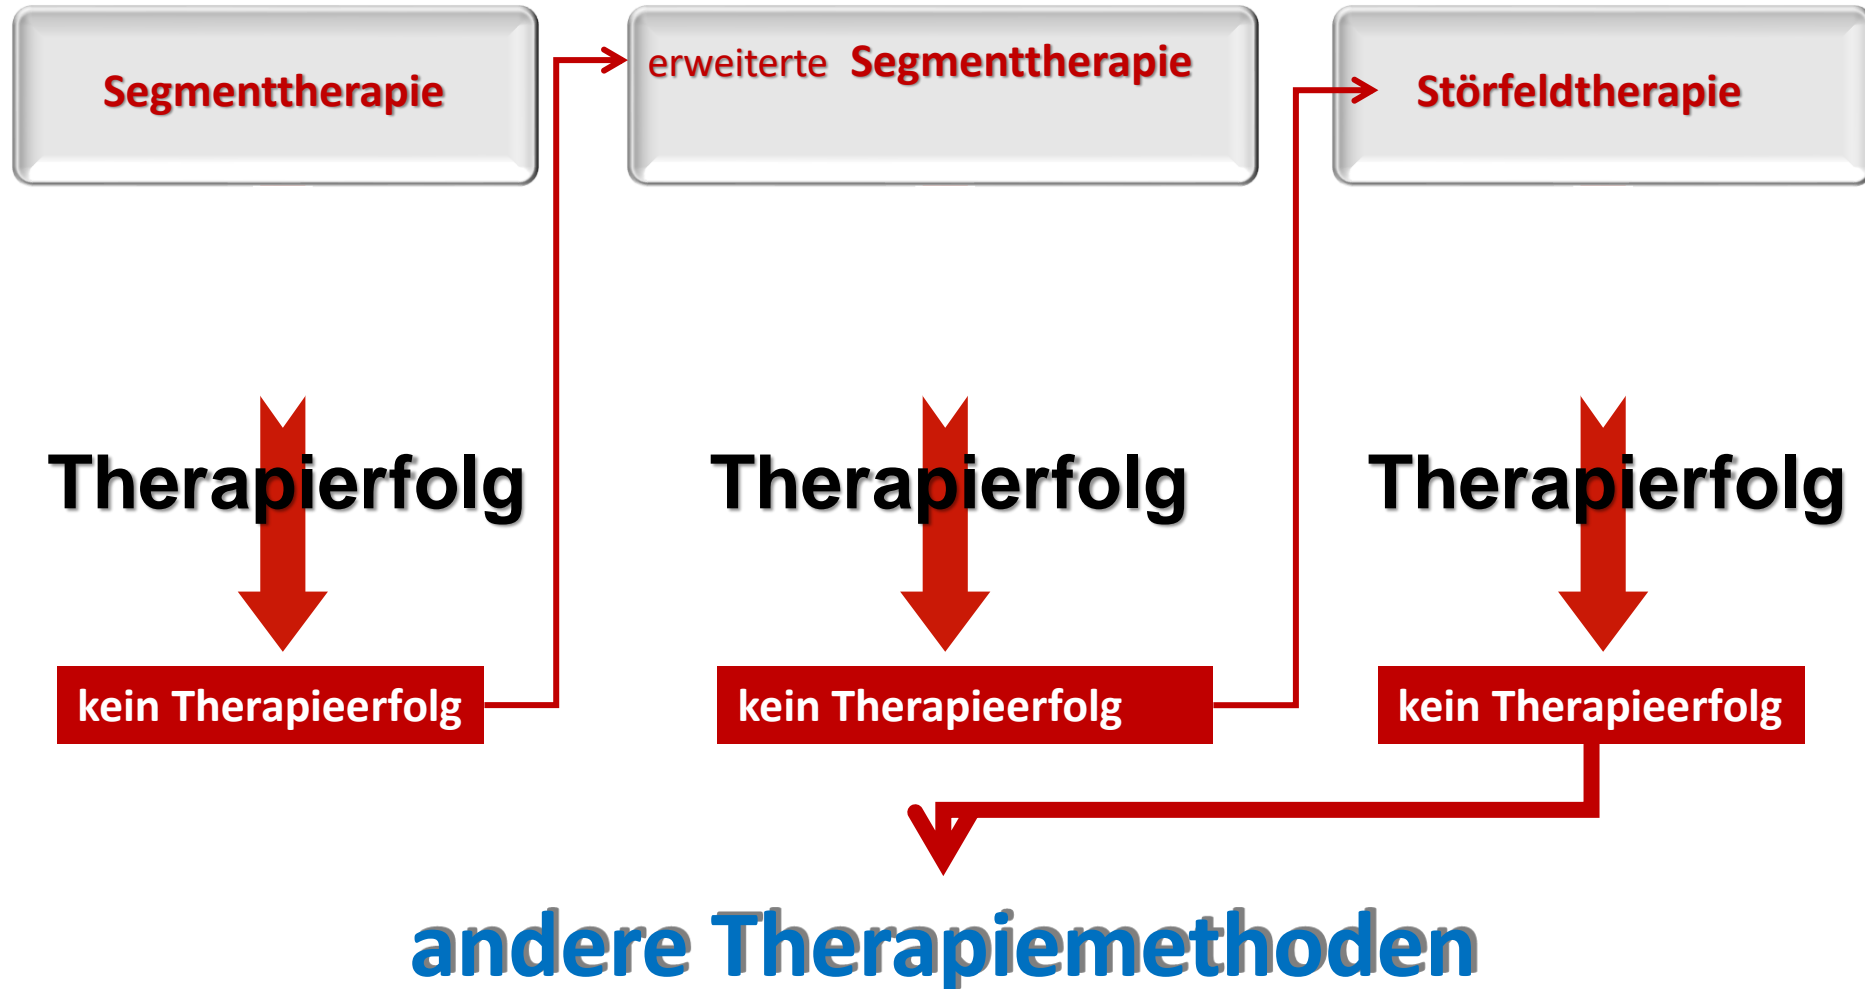 Segmenttherapie
erweiterte Segmenttherapie
Störfeldtherapie
Therapierfolg
Therapierfolg
Therapierfolg
kein Therapieerfolg
kein Therapieerfolg
kein Therapieerfolg
andere Therapiemethoden